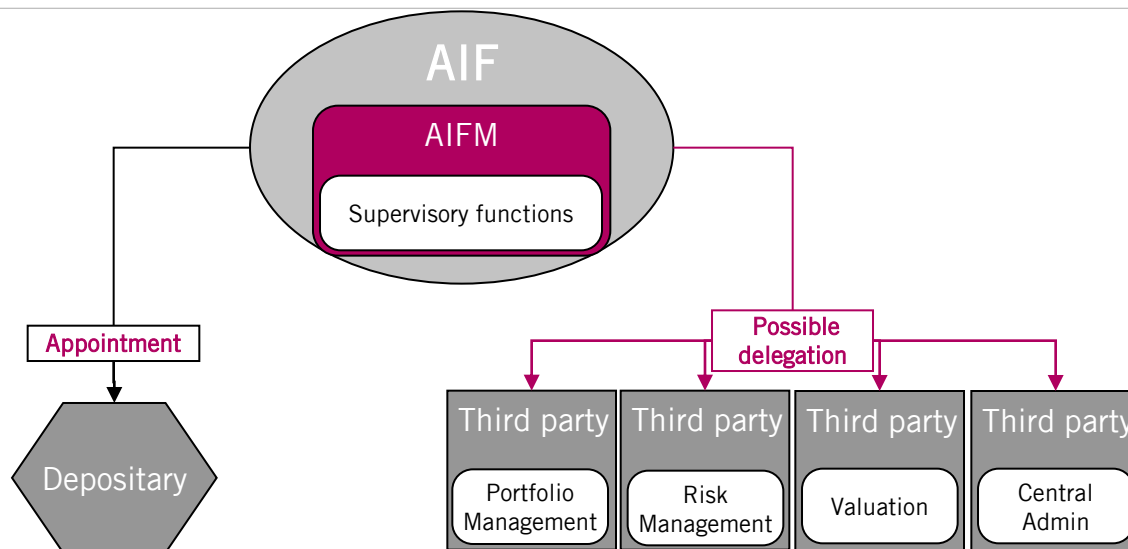 AIF
AIFM
Supervisory functions
Appointment
Possible
delegation
Depositary
Third party
Portfolio
Management
Third party
Risk
Management
Third party
Valuation
Third party
Central
Admin